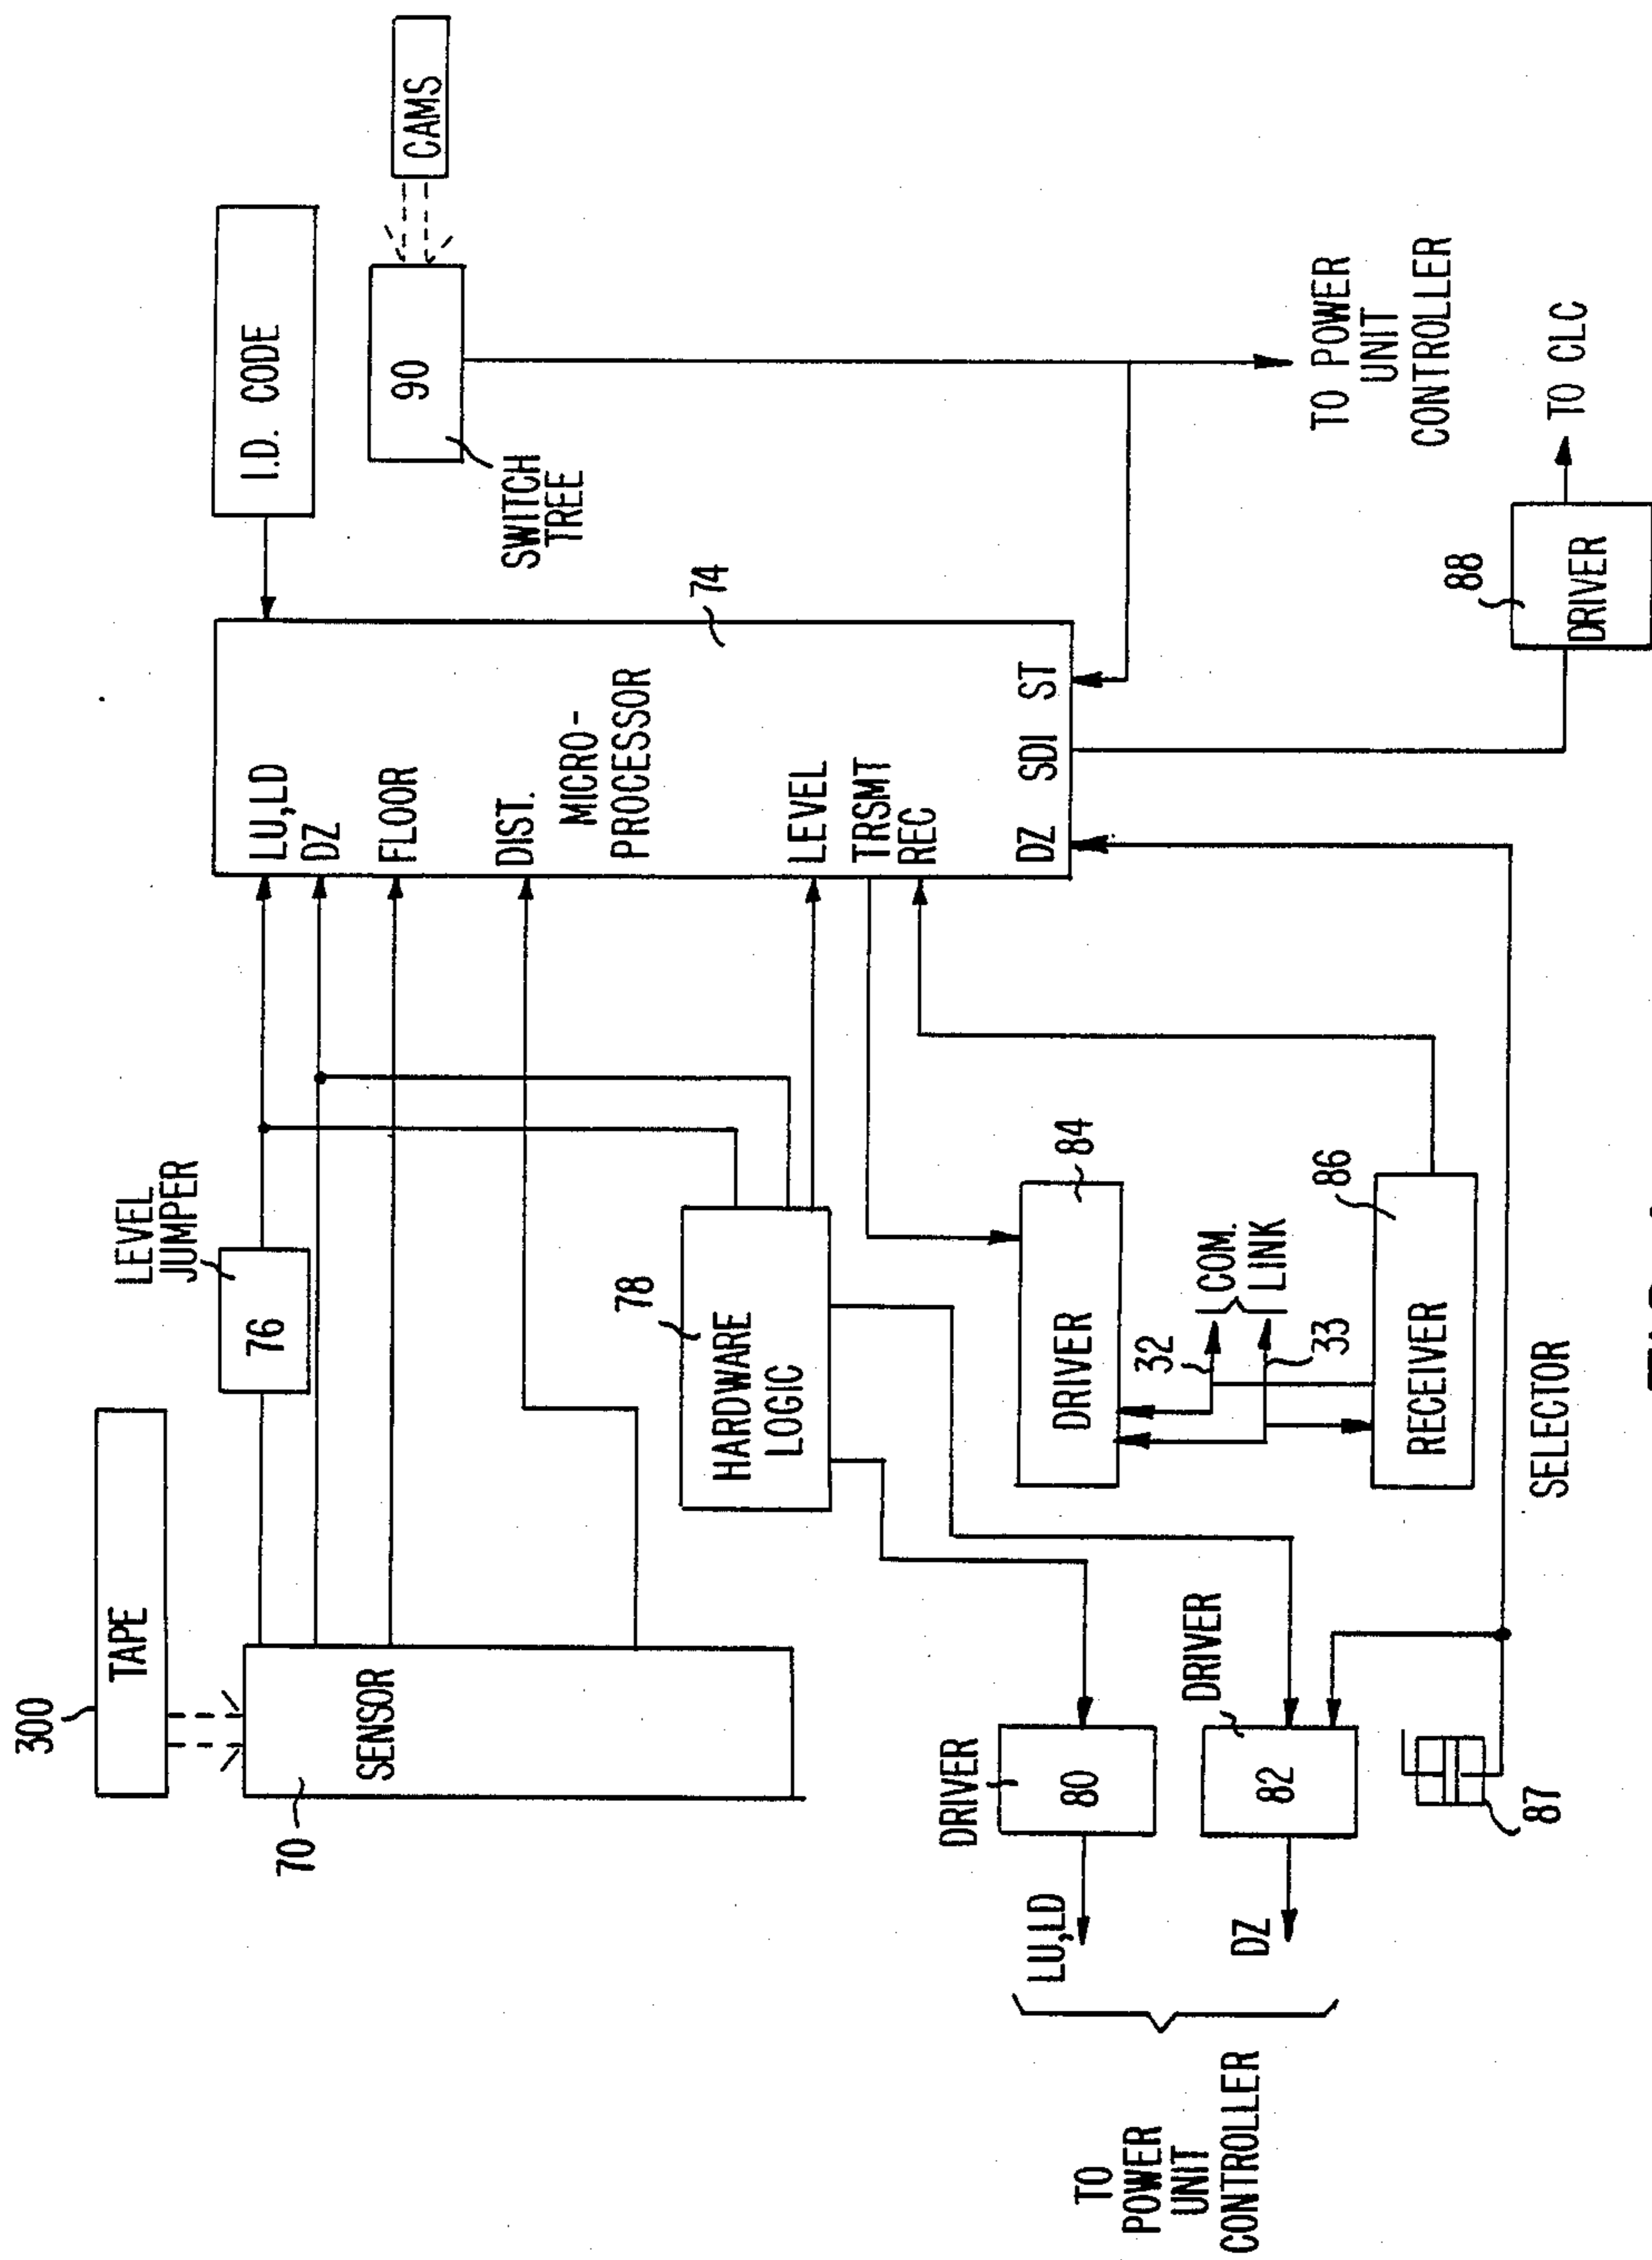 300
TAPE
70
SENSOR
LEVEL
JUMPER
76
LU,LD
DZ
FLOOR
DIST.
MICRO-
PROCESSOR
74
LEVEL
TRSMT
REC
DZ
SDI
ST
I.D. CODE
CAMS
90
SWITCH
TREE
78
HARDWARE
LOGIC
84
DRIVER
32
COM.
LINK
33
86
RECEIVER
DRIVER
80
LU,LD
DRIVER
82
DZ
TO
POWER
UNIT
CONTROLLER
87
SELECTOR
TO POWER
UNIT
CONTROLLER
88
DRIVER
TO CLC